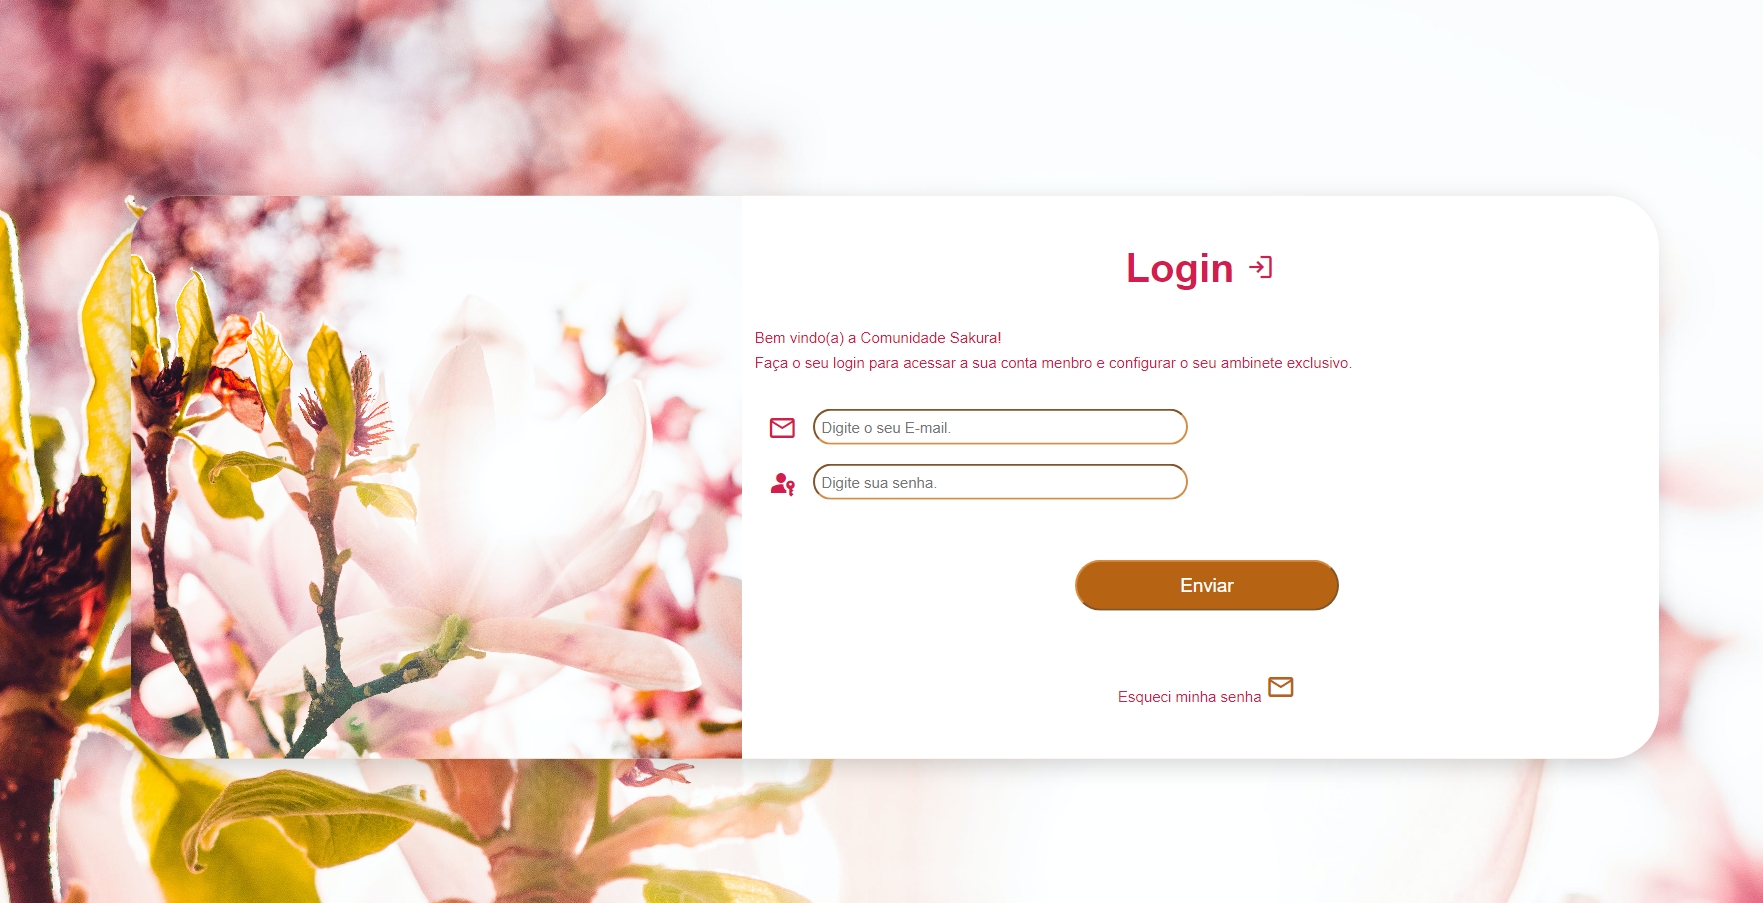 Login
Bem vindo(a) a Comunidade Sakura!
Faça o seu login para acessar a sua conta menbro e configurar o seu ambinete exclusivo.
Digite o seu E-mail.
Digite sua senha.
Enviar
Esqueci minha senha